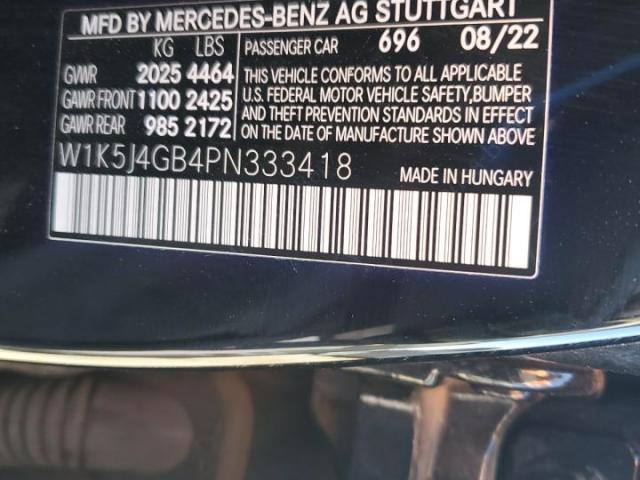 MFD BY MERCEDES-BENZ AG STUTTGART
KG LBS PASSENGER CAR 696 08/22
GVWR 2025 4464 THIS VEHICLE CONFORMS TO ALL APPLICABLE
GAWR FRONT 1100 2425 U.S. FEDERAL MOTOR VEHICLE SAFETY,BUMPER
GAWR REAR 985 2172 AND THEFT PREVENTION STANDARDS IN EFFECT
ON THE DATE OF MANUFACTURE SHOWN ABOVE.
W1K5J4GB4PN333418 MADE IN HUNGARY